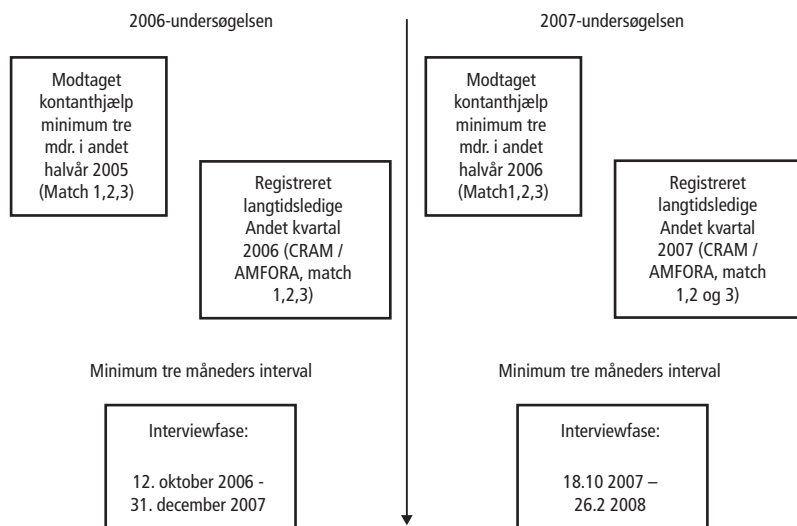 2006-undersøgelsen
Modtaget
kontanthjælp
minimum tre
mdr. i andet
halvår 2005
(Match 1,2,3)
Registreret
langtidsledige
Andet kvartal
2006 (CRAM /
AMFORA, match
1,2,3)
Minimum tre måneders interval
Interviewfase:
12. oktober 2006 -
31. december 2007
2007-undersøgelsen
Modtaget
kontanthjælp
minimum tre
mdr. i andet
halvår 2006
(Match1,2,3)
Registreret
langtidsledige
Andet kvartal
2007 (CRAM /
AMFORA, match
1,2 og 3)
Minimum tre måneders interval
Interviewfase:
18.10 2007 –
26.2 2008